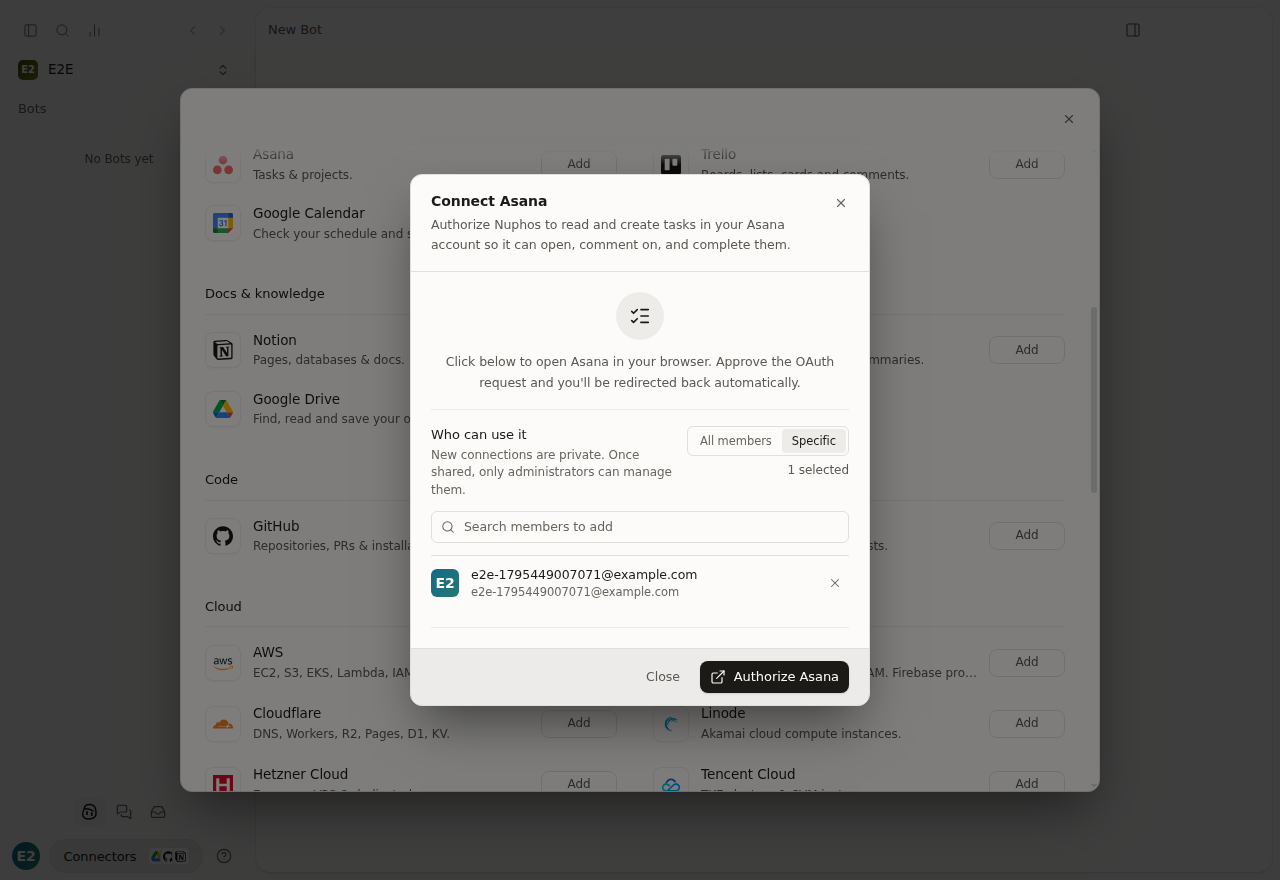 New Bot
E2 E2E
Bots
No Bots yet
Asana
Tasks & projects.
Add
Trello
Boards, lists, cards and comments.
Add
Google Calendar
Check your schedule and s
Docs & knowledge
Notion
Pages, databases & docs.
mmaries.
Add
Google Drive
Find, read and save your o
Code
GitHub
Repositories, PRs & installa
sts.
Add
Cloud
AWS
EC2, S3, EKS, Lambda, IAM
AM. Firebase pro…
Add
Cloudflare
DNS, Workers, R2, Pages, D1, KV.
Add
Linode
Akamai cloud compute instances.
Add
Hetzner Cloud
Add
Tencent Cloud
Add
Connect Asana
Authorize Nuphos to read and create tasks in your Asana
account so it can open, comment on, and complete them.
Click below to open Asana in your browser. Approve the OAuth
request and you'll be redirected back automatically.
Who can use it
All members Specific
1 selected
New connections are private. Once
shared, only administrators can manage
them.
Search members to add
E2
e2e-1795449007071@example.com
e2e-1795449007071@example.com
Close
Authorize Asana
E2 Connectors